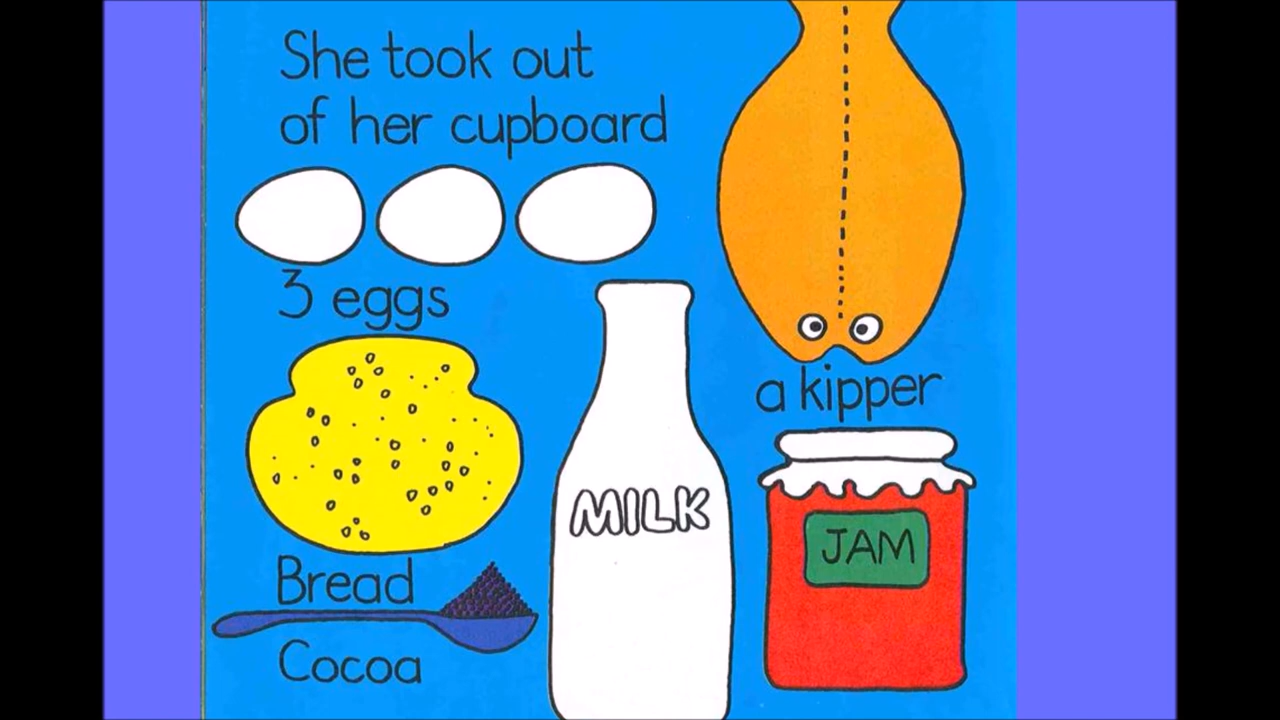 She took out
of her cupboard
3 eggs
a kipper
Bread
MILK
JAM
Cocoa